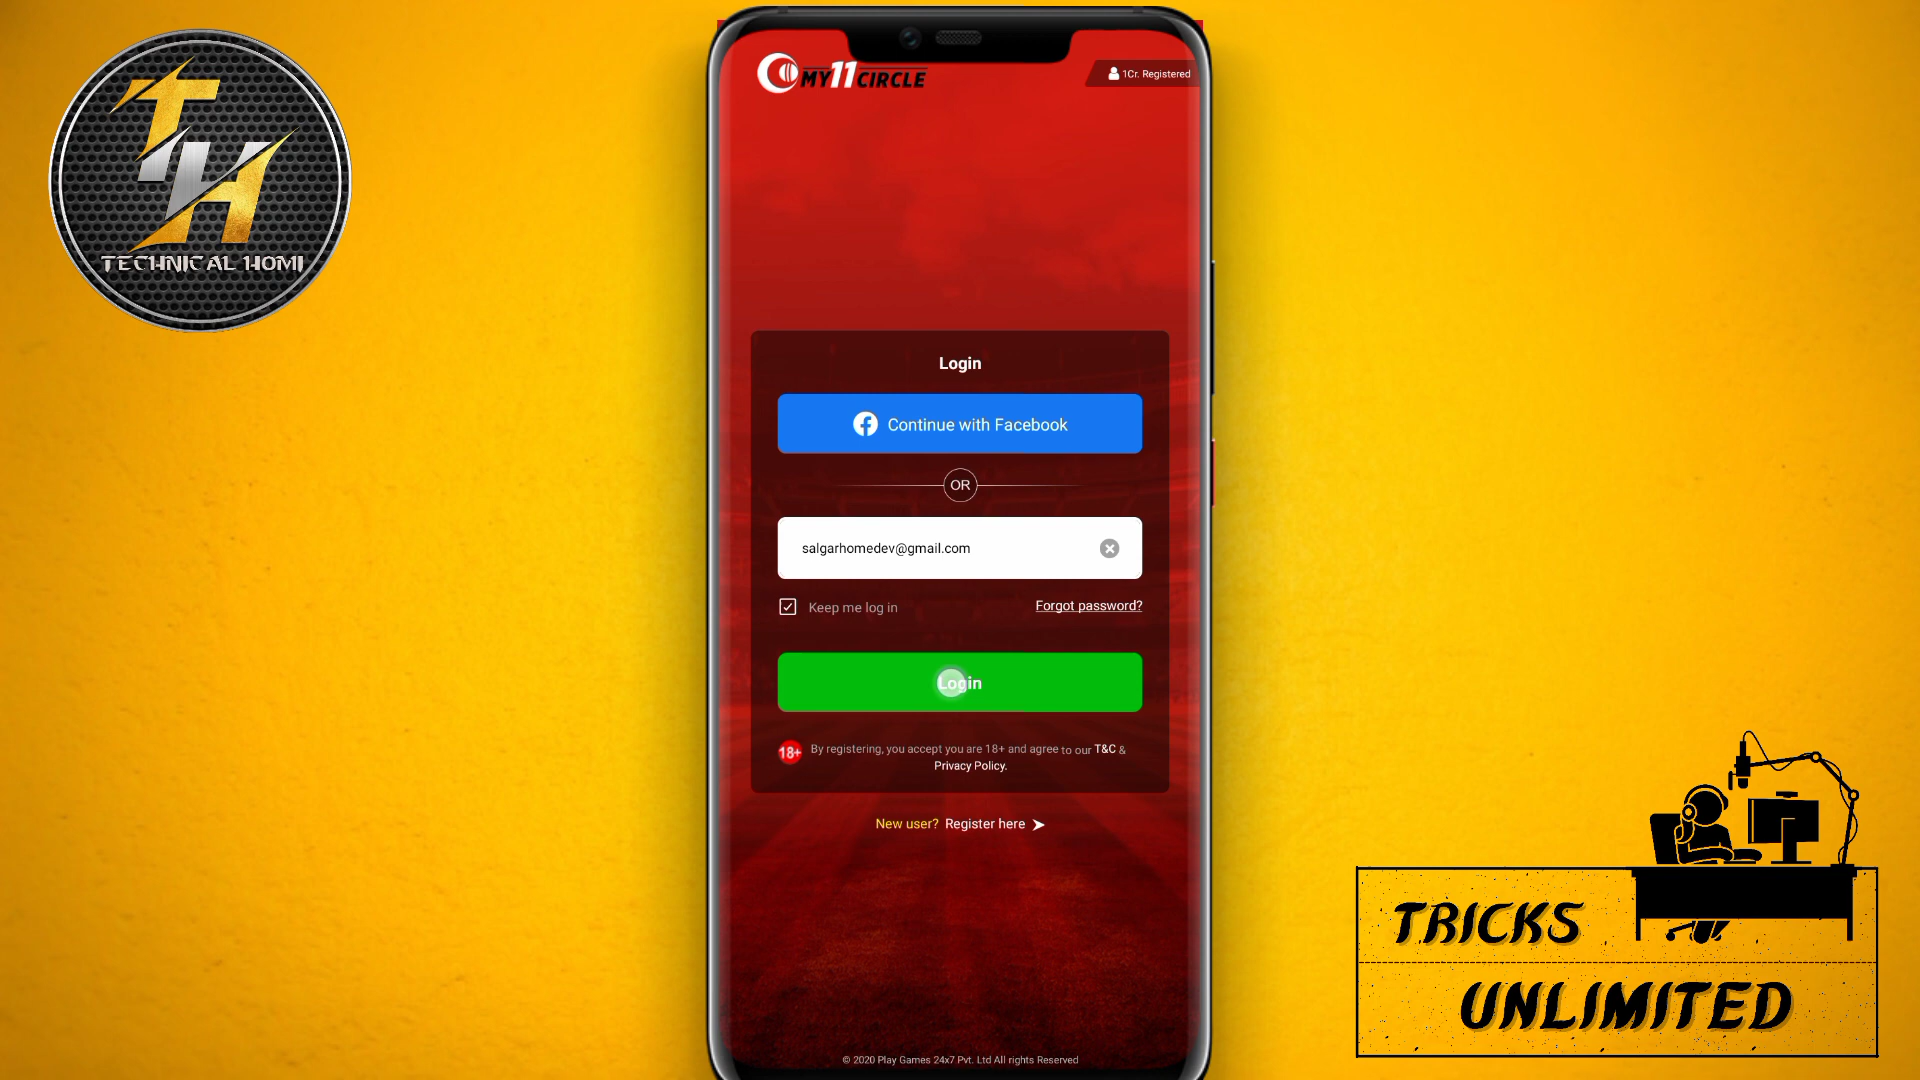 TH
TECHNICAL HOMI
MY11CIRCLE
1Cr. Registered
Login
Continue with Facebook
OR
salgarhomedev@gmail.com
Keep me log in
Forgot password?
Login
18+ By registering, you accept you are 18+ and agree to our T&C &
Privacy Policy.
New user? Register here
© 2020 Play Games 24x7 Pvt. Ltd All rights Reserved
TRICKS
UNLIMITED